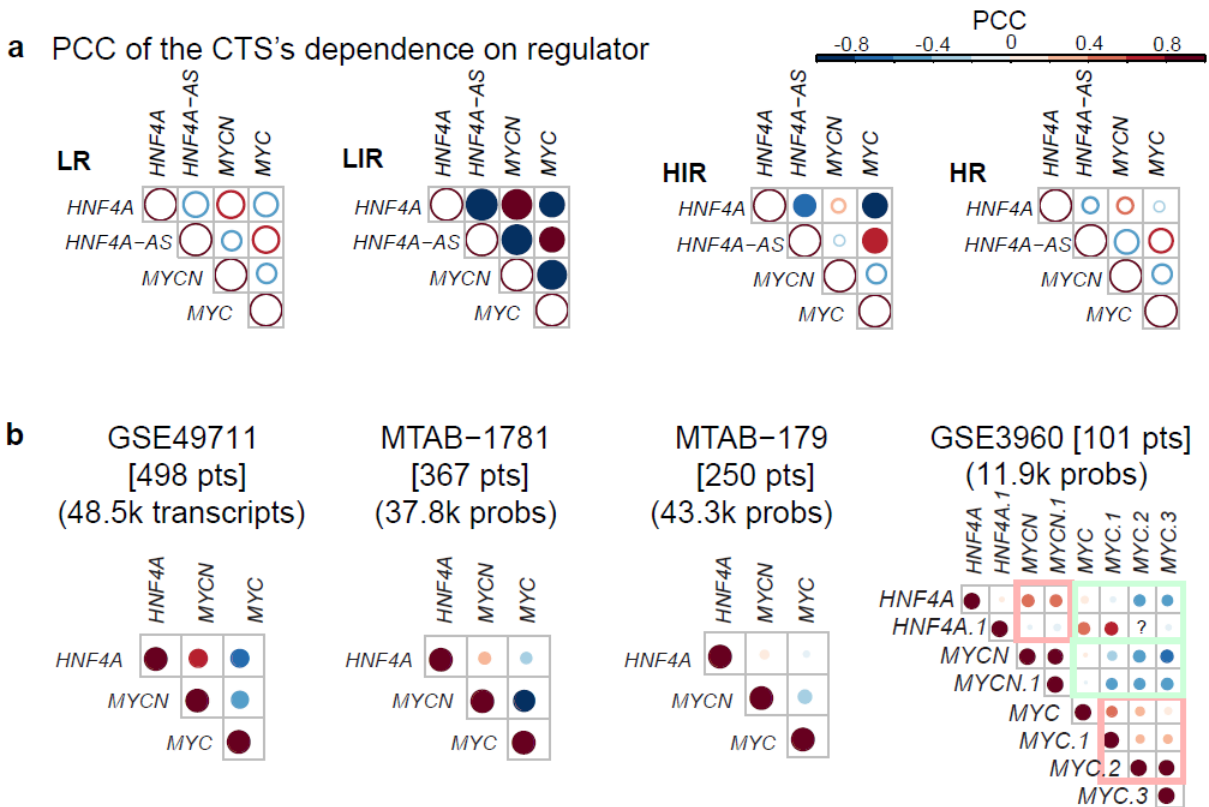 a PCC of the CTS's dependence on regulator
PCC
-0.8 -0.4 0 0.4 0.8
LR
HNF4A
HNF4A−AS
MYCN
MYC
HNF4A
HNF4A−AS
MYCN
MYC
LIR
HNF4A
HNF4A−AS
MYCN
MYC
HIR
HNF4A
HNF4A−AS
MYCN
MYC
HNF4A
HNF4A−AS
MYCN
MYC
HR
HNF4A
HNF4A−AS
MYCN
MYC
HNF4A
HNF4A−AS
MYCN
MYC
b
GSE49711
[498 pts]
(48.5k transcripts)
HNF4A
MYCN
MYC
HNF4A
MYCN
MYC
MTAB−1781
[367 pts]
(37.8k probs)
HNF4A
MYCN
MYC
HNF4A
MYCN
MYC
MTAB−179
[250 pts]
(43.3k probs)
HNF4A
MYCN
MYC
HNF4A
MYCN
MYC
GSE3960 [101 pts]
(11.9k probs)
HNF4A
HNF4A.1
MYCN
MYCN.1
MYC
MYC.1
MYC.2
MYC.3
HNF4A
HNF4A.1
?
MYCN
MYCN.1
MYC
MYC.1
MYC.2
MYC.3